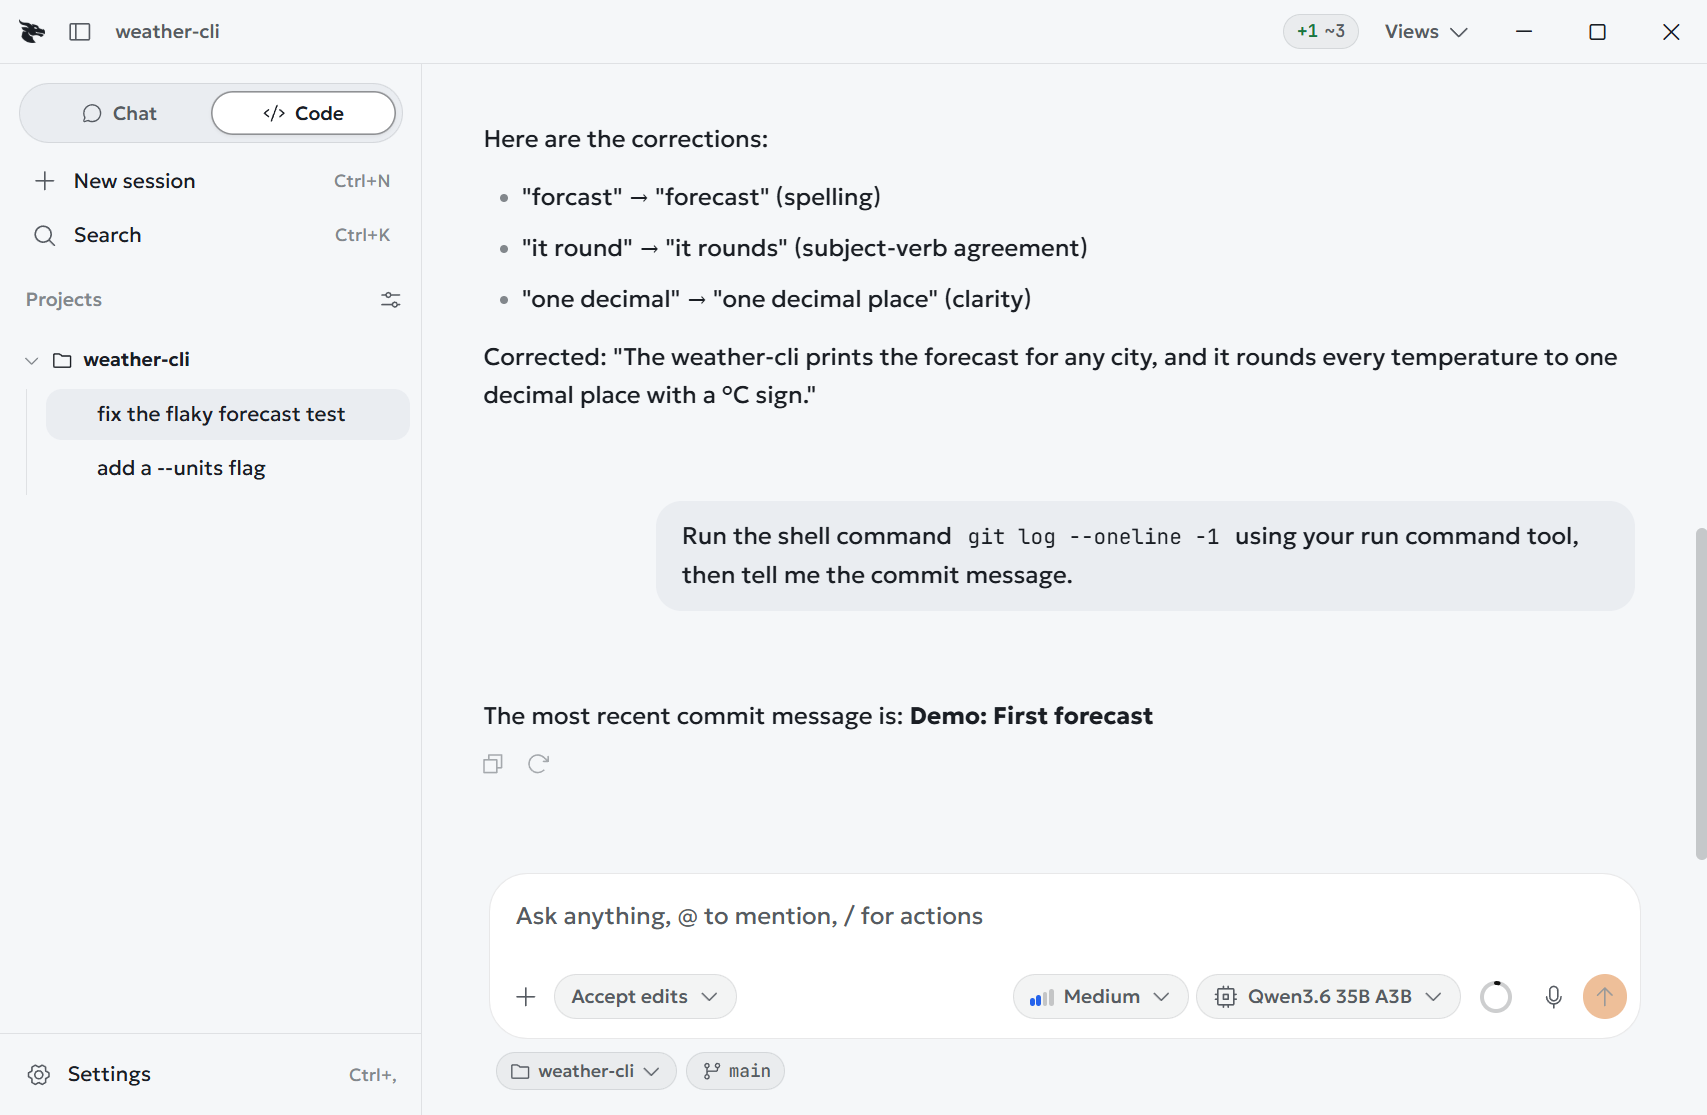 weather-cli
+1 ~3
Views
Chat
</> Code
New session Ctrl+N
Search Ctrl+K
Projects
weather-cli
fix the flaky forecast test
add a --units flag
Settings Ctrl+,
Here are the corrections:
• "forcast" → "forecast" (spelling)
• "it round" → "it rounds" (subject-verb agreement)
• "one decimal" → "one decimal place" (clarity)
Corrected: "The weather-cli prints the forecast for any city, and it rounds every temperature to one
decimal place with a °C sign."
Run the shell command git log --oneline -1 using your run command tool,
then tell me the commit message.
The most recent commit message is: Demo: First forecast
Ask anything, @ to mention, / for actions
Accept edits
Medium
Qwen3.6 35B A3B
weather-cli
main